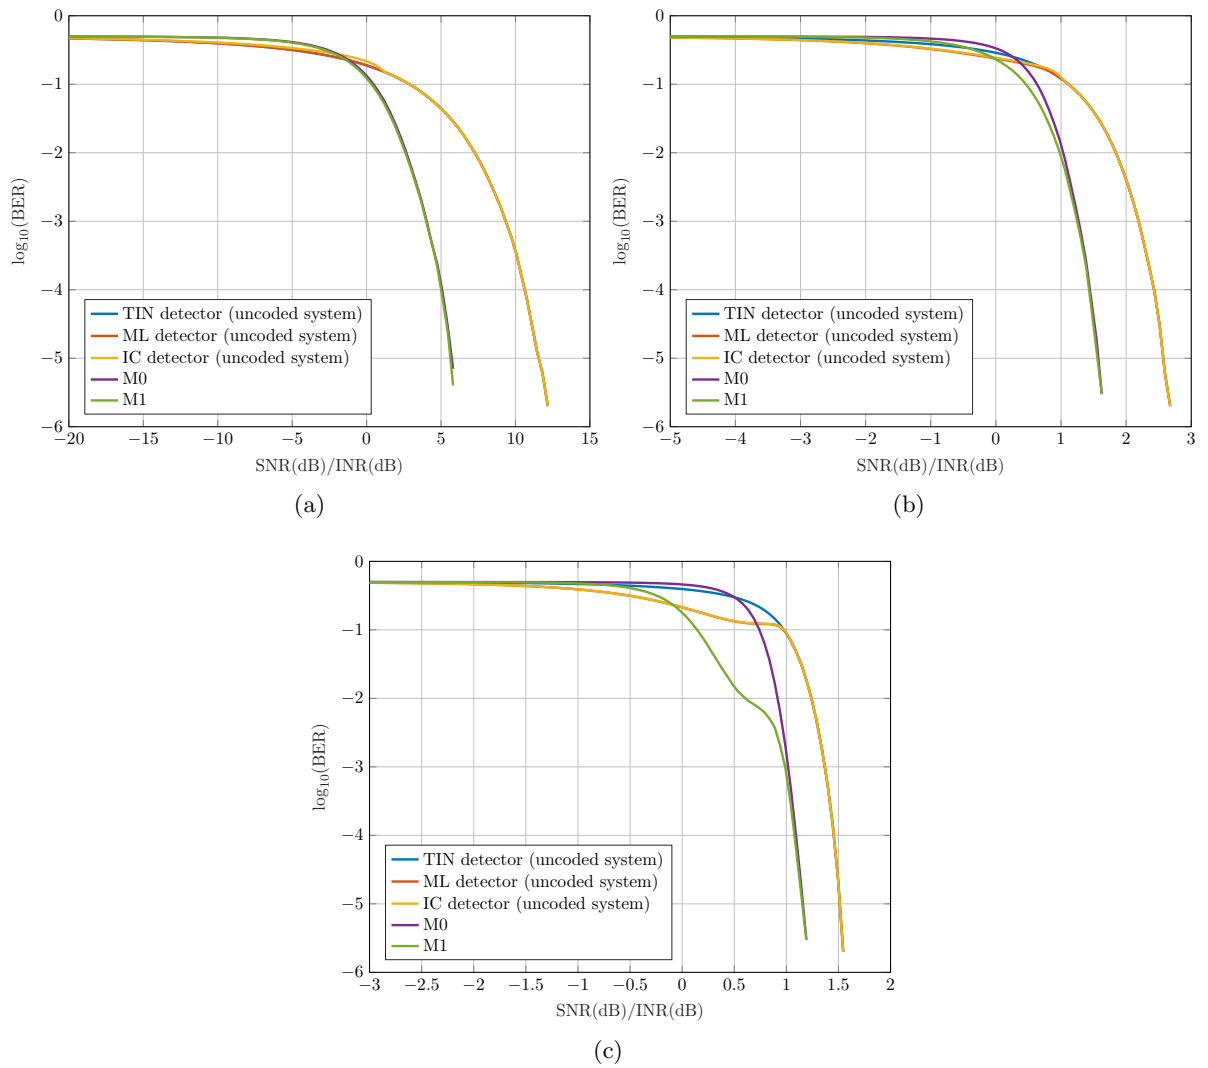 0
−1
−2
−3
−4
−5
−6
log10(BER)
TIN detector (uncoded system)
ML detector (uncoded system)
IC detector (uncoded system)
M0
M1
−20 −15 −10 −5 0 5 10 15
SNR(dB)/INR(dB)
(a)
0
−1
−2
−3
−4
−5
−6
log10(BER)
TIN detector (uncoded system)
ML detector (uncoded system)
IC detector (uncoded system)
M0
M1
−5 −4 −3 −2 −1 0 1 2 3
SNR(dB)/INR(dB)
(b)
0
−1
−2
−3
−4
−5
−6
log10(BER)
TIN detector (uncoded system)
ML detector (uncoded system)
IC detector (uncoded system)
M0
M1
−3 −2.5 −2 −1.5 −1 −0.5 0 0.5 1 1.5 2
SNR(dB)/INR(dB)
(c)